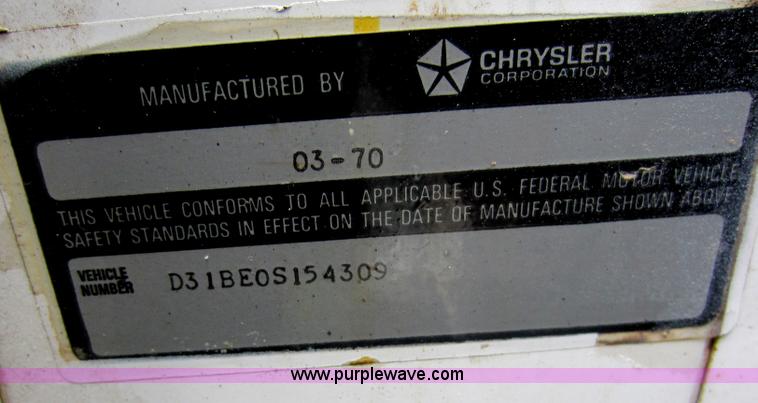 MANUFACTURED BY
CHRYSLER
CORPORATION
03-70
THIS VEHICLE CONFORMS TO ALL APPLICABLE U.S. FEDERAL MOTOR VEHICLE
SAFETY STANDARDS IN EFFECT ON THE DATE OF MANUFACTURE SHOWN ABOVE
VEHICLE
NUMBER
D31BE0S154309
www.purplewave.com